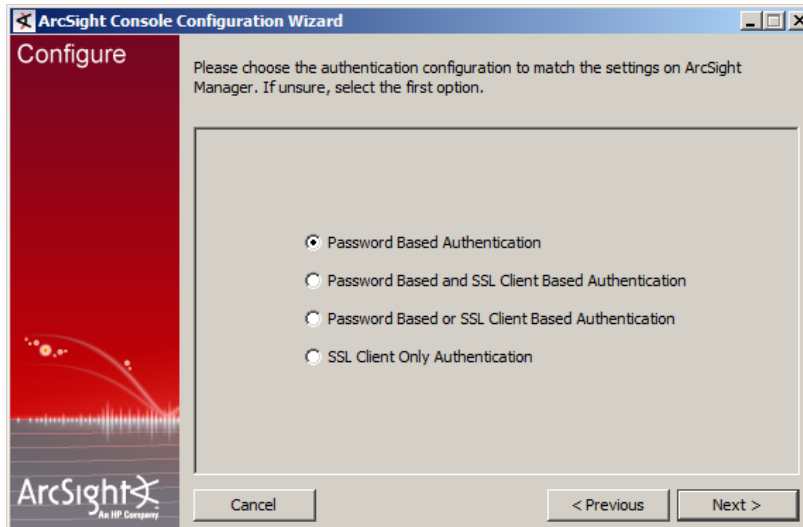 ArcSight Console Configuration Wizard
Configure
Please choose the authentication configuration to match the settings on ArcSight
Manager. If unsure, select the first option.
Password Based Authentication
Password Based and SSL Client Based Authentication
Password Based or SSL Client Based Authentication
SSL Client Only Authentication
ArcSight
An HP Company
Cancel
< Previous
Next >